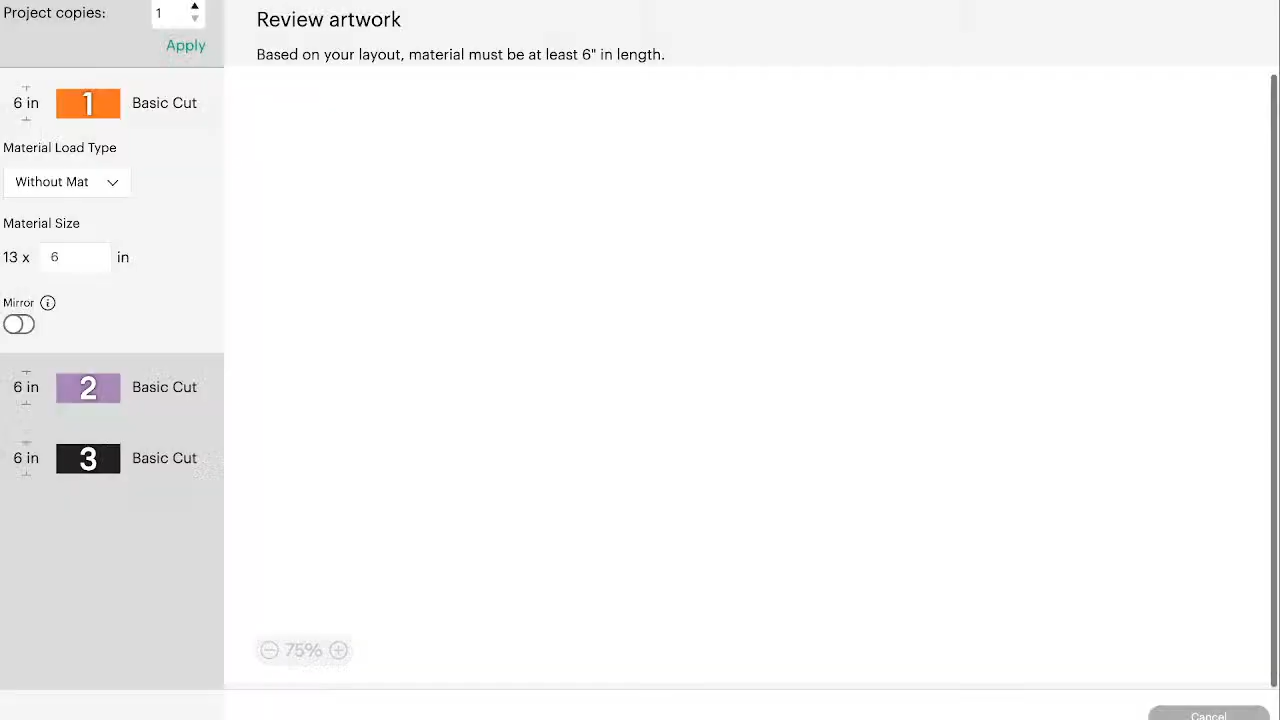 Project copies: 1
Apply
6 in 1 Basic Cut
Material Load Type
Without Mat
Material Size
13 x 6 in
Mirror
6 in 2 Basic Cut
6 in 3 Basic Cut
Review artwork
Based on your layout, material must be at least 6" in length.
75%
Cancel